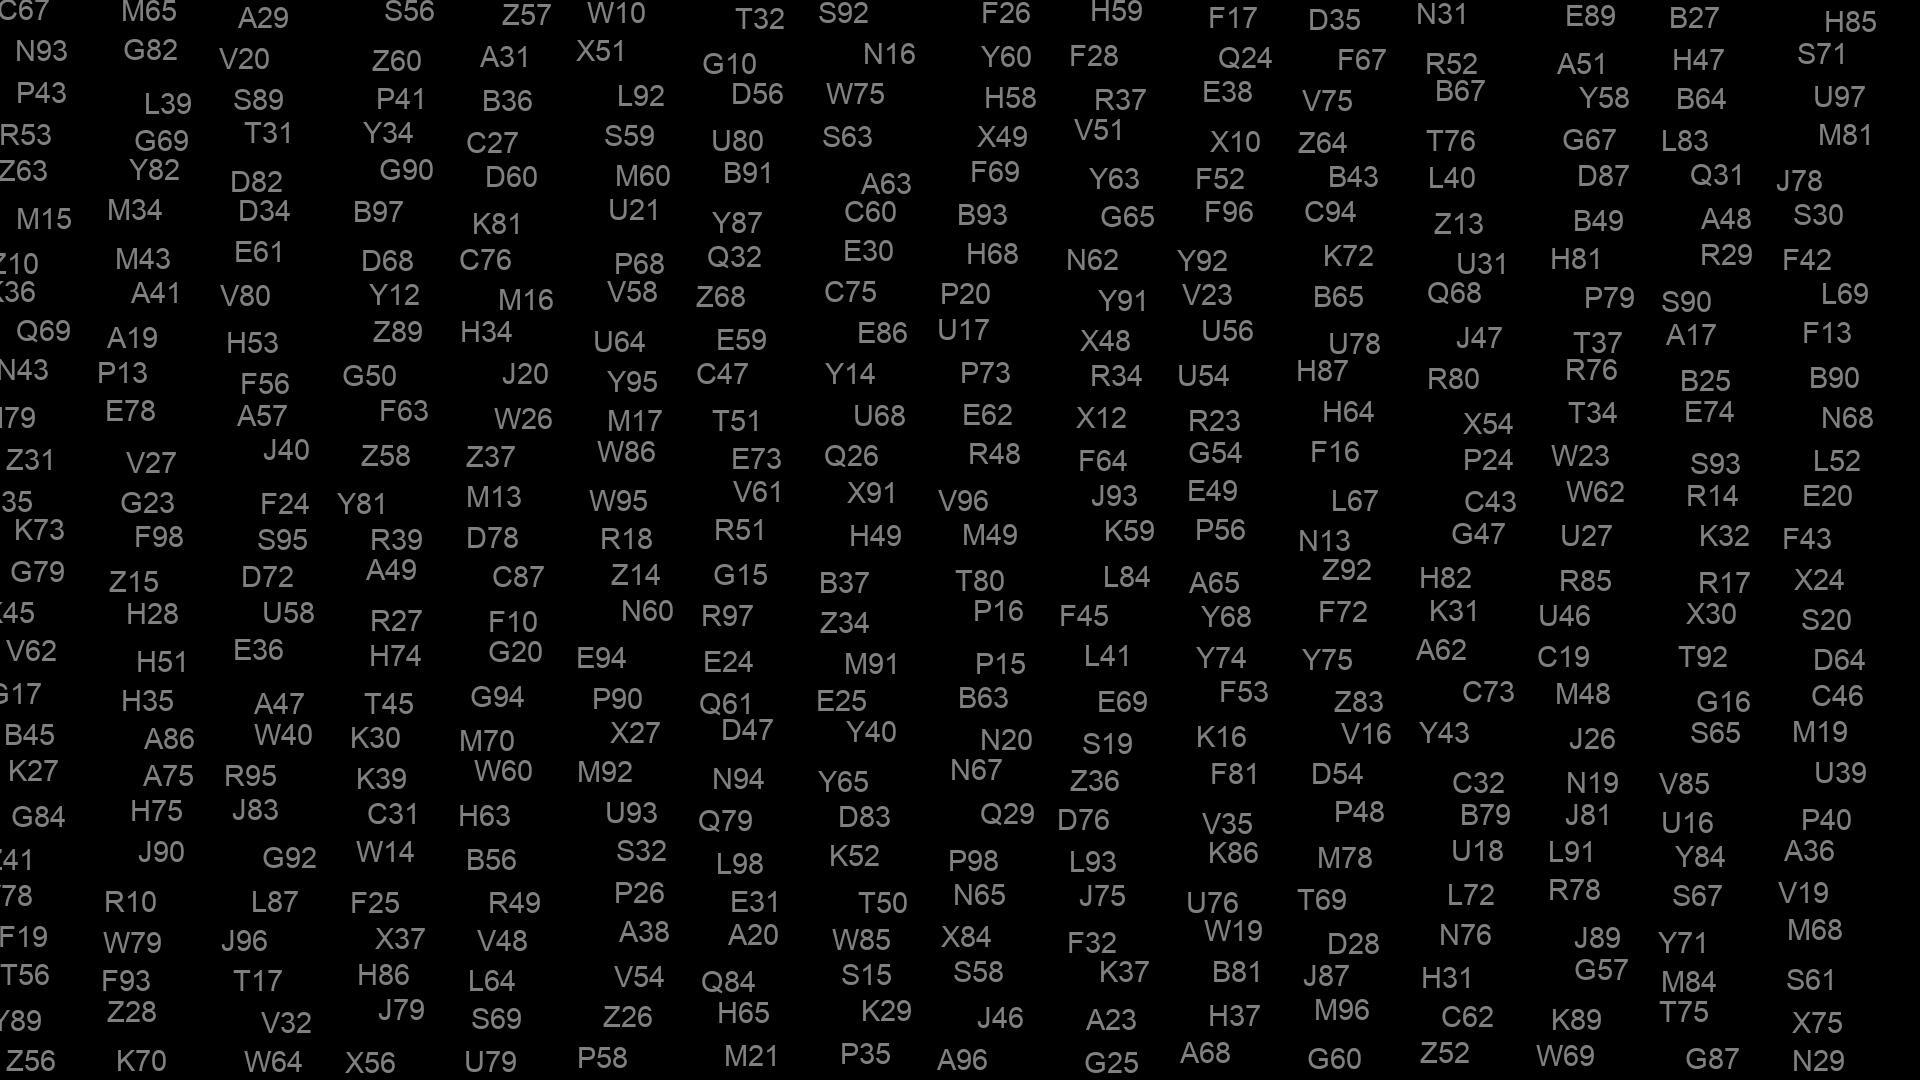 C67 M65 A29 S56 Z57 W10 T32 S92 F26 H59 F17 D35 N31 E89 B27 H85
N93 G82 V20 Z60 A31 X51 G10 N16 Y60 F28 Q24 F67 R52 A51 H47 S71
P43 L39 S89 P41 B36 L92 D56 W75 H58 R37 E38 V75 B67 Y58 B64 U97
R53 G69 T31 Y34 C27 S59 U80 S63 X49 V51 X10 Z64 T76 G67 L83 M81
Z63 Y82 D82 G90 D60 M60 B91 A63 F69 Y63 F52 B43 L40 D87 Q31 J78
M15 M34 D34 B97 K81 U21 Y87 C60 B93 G65 F96 C94 Z13 B49 A48 S30
Z10 M43 E61 D68 C76 P68 Q32 E30 H68 N62 Y92 K72 U31 H81 R29 F42
K36 A41 V80 Y12 M16 V58 Z68 C75 P20 Y91 V23 B65 Q68 P79 S90 L69
Q69 A19 H53 Z89 H34 U64 E59 E86 U17 X48 U56 U78 J47 T37 A17 F13
N43 P13 F56 G50 J20 Y95 C47 Y14 P73 R34 U54 H87 R80 R76 B25 B90
79 E78 A57 F63 W26 M17 T51 U68 E62 X12 R23 H64 X54 T34 E74 N68
Z31 V27 J40 Z58 Z37 W86 E73 Q26 R48 F64 G54 F16 P24 W23 S93 L52
35 G23 F24 Y81 M13 W95 V61 X91 V96 J93 E49 L67 C43 W62 R14 E20
K73 F98 S95 R39 D78 R18 R51 H49 M49 K59 P56 N13 G47 U27 K32 F43
G79 Z15 D72 A49 C87 Z14 G15 B37 T80 L84 A65 Z92 H82 R85 R17 X24
45 H28 U58 R27 F10 N60 R97 Z34 P16 F45 Y68 F72 K31 U46 X30 S20
V62 H51 E36 H74 G20 E94 E24 M91 P15 L41 Y74 Y75 A62 C19 T92 D64
G17 H35 A47 T45 G94 P90 Q61 E25 B63 E69 F53 Z83 C73 M48 G16 C46
B45 A86 W40 K30 M70 X27 D47 Y40 N20 S19 K16 V16 Y43 J26 S65 M19
K27 A75 R95 K39 W60 M92 N94 Y65 N67 Z36 F81 D54 C32 N19 V85 U39
G84 H75 J83 C31 H63 U93 Q79 D83 Q29 D76 V35 P48 B79 J81 U16 P40
41 J90 G92 W14 B56 S32 L98 K52 P98 L93 K86 M78 U18 L91 Y84 A36
78 R10 L87 F25 R49 P26 E31 T50 N65 J75 U76 T69 L72 R78 S67 V19
F19 W79 J96 X37 V48 A38 A20 W85 X84 F32 W19 D28 N76 J89 Y71 M68
T56 F93 T17 H86 L64 V54 Q84 S15 S58 K37 B81 J87 H31 G57 M84 S61
Y89 Z28 V32 J79 S69 Z26 H65 K29 J46 A23 H37 M96 C62 K89 T75 X75
Z56 K70 W64 X56 U79 P58 M21 P35 A96 G25 A68 G60 Z52 W69 G87 N29